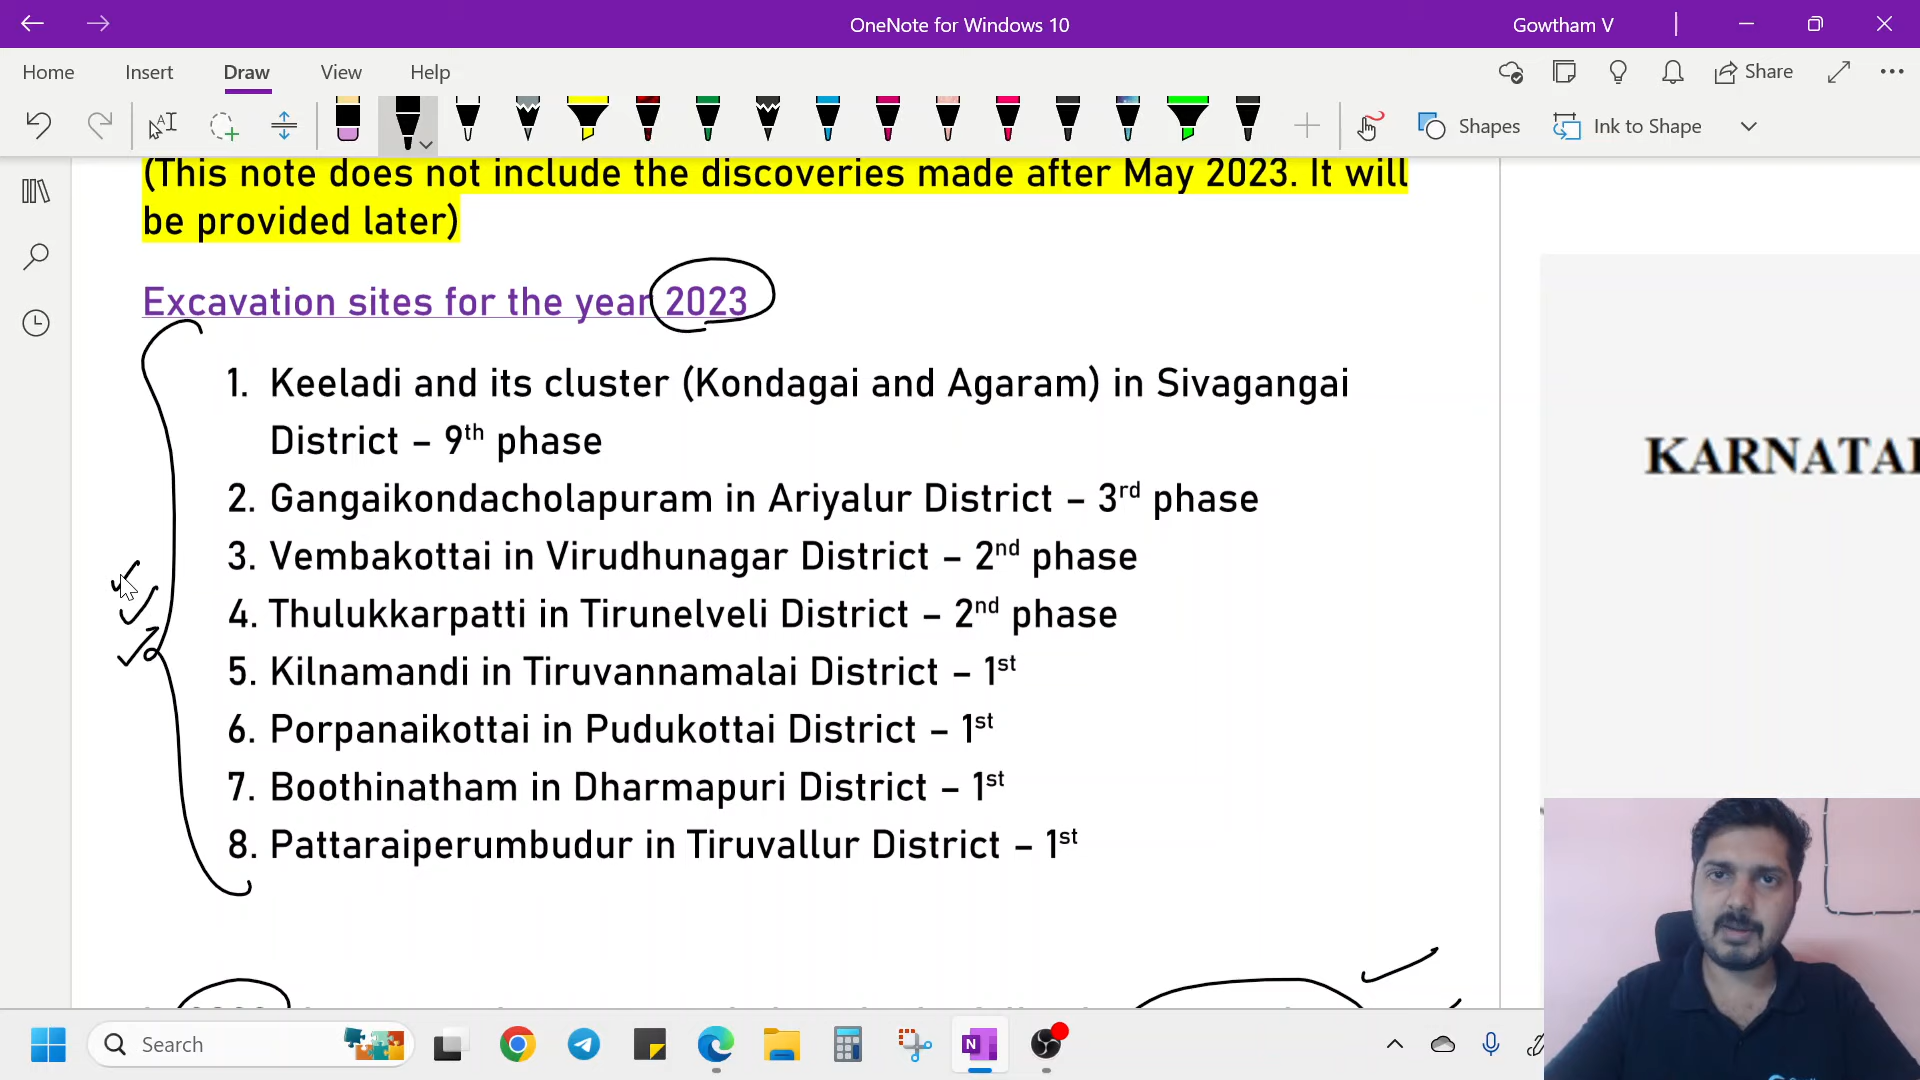 OneNote for Windows 10
Gowtham V
Home
Insert
Draw
View
Help
Share
Shapes
Ink to Shape
(This note does not include the discoveries made after May 2023. It will
be provided later)
Excavation sites for the year 2023
1. Keeladi and its cluster (Kondagai and Agaram) in Sivagangai
District – 9th phase
2. Gangaikondacholapuram in Ariyalur District – 3rd phase
3. Vembakottai in Virudhunagar District – 2nd phase
4. Thulukkarpatti in Tirunelveli District – 2nd phase
5. Kilnamandi in Tiruvannamalai District – 1st
6. Porpanaikottai in Pudukottai District – 1st
7. Boothinatham in Dharmapuri District – 1st
8. Pattaraiperumbudur in Tiruvallur District – 1st
KARNATA
Search